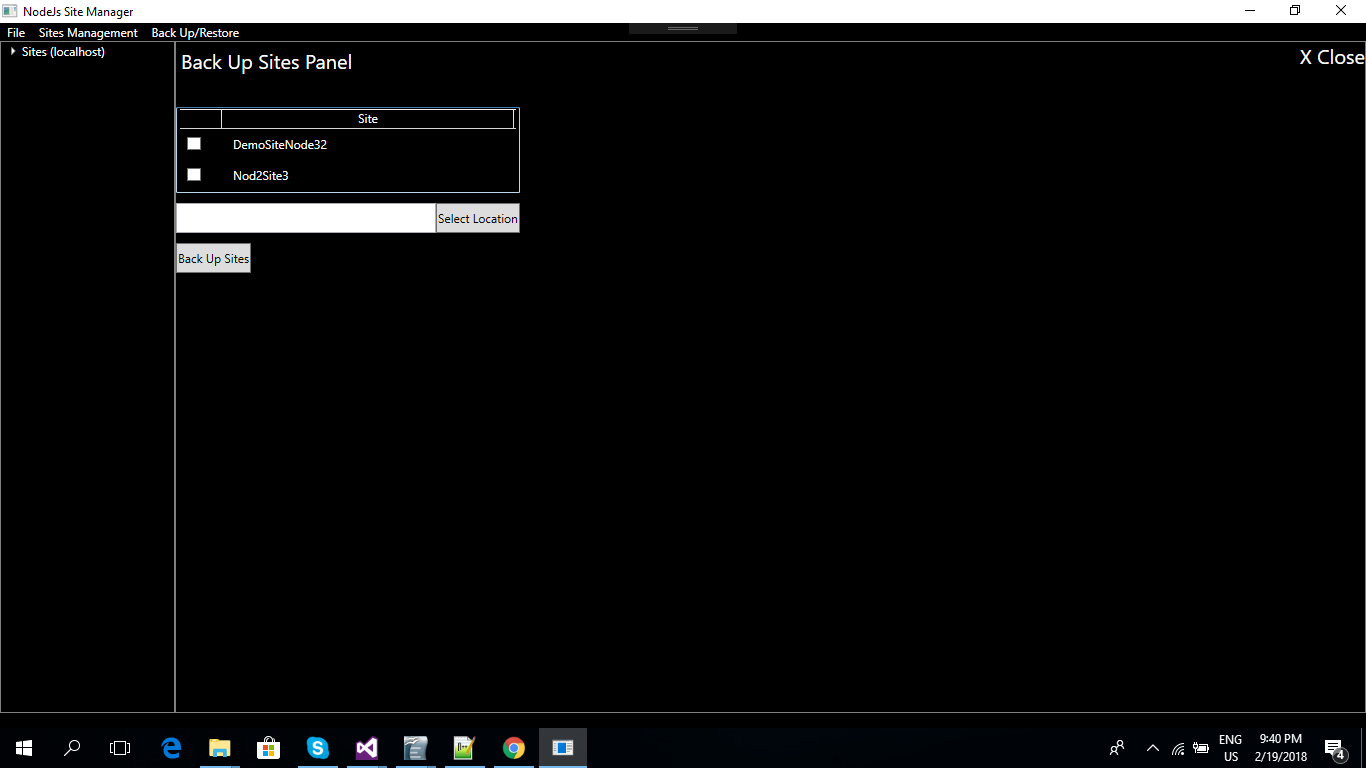 NodeJs Site Manager
File Sites Management Back Up/Restore
Sites (localhost)
Back Up Sites Panel
X Close
Site
DemoSiteNode32
Nod2Site3
Select Location
Back Up Sites
ENG
US
9:40 PM
2/19/2018
4